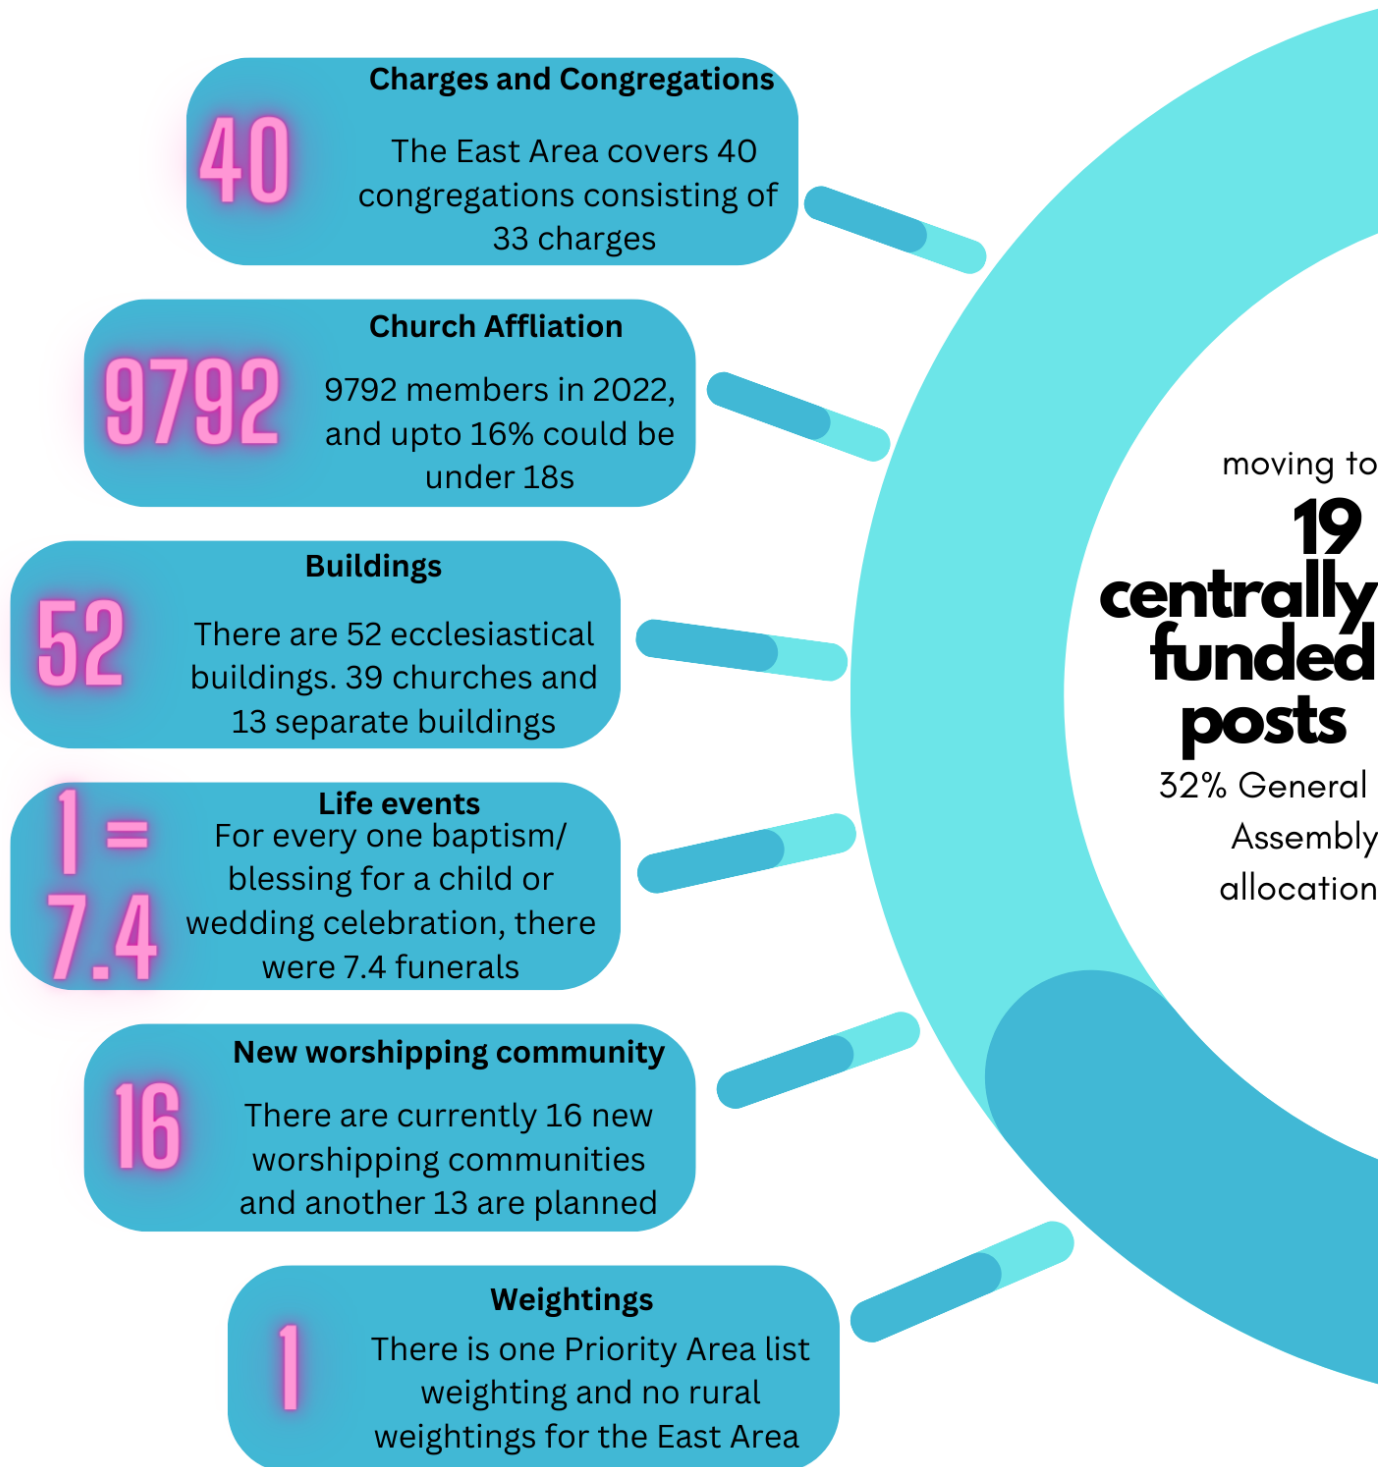 Charges and Congregations
40
The East Area covers 40
congregations consisting of
33 charges
Church Affliation
9792
9792 members in 2022,
and upto 16% could be
under 18s
Buildings
52
There are 52 ecclesiastical
buildings. 39 churches and
13 separate buildings
Life events
1 =
7.4
For every one baptism/
blessing for a child or
wedding celebration, there
were 7.4 funerals
New worshipping community
16
There are currently 16 new
worshipping communities
and another 13 are planned
Weightings
1
There is one Priority Area list
weighting and no rural
weightings for the East Area
moving to
19
centrally
funded
posts
32% General
Assembly
allocation